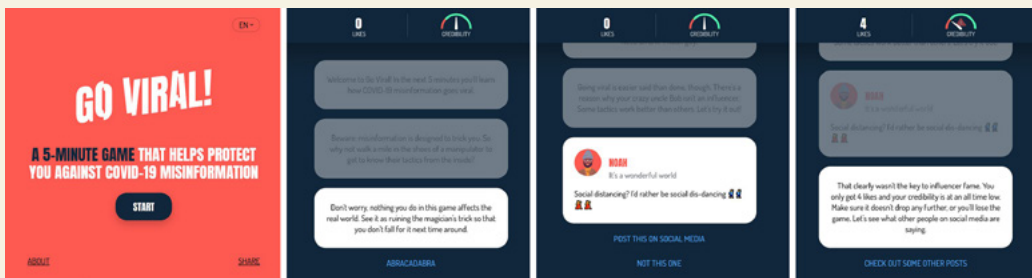 EN
GO VIRAL!
A 5-MINUTE GAME THAT HELPS PROTECT
YOU AGAINST COVID-19 MISINFORMATION
START
ABOUT
SHARE
0
LIKES
CREDIBILITY
Welcome to Go Viral! In the next 5 minutes you'll learn
how COVID-19 misinformation goes viral.
Beware: misinformation is designed to trick you. So
why not walk a mile in the shoes of a manipulator to
get to know their tactics from the inside!
Don't worry, nothing you do in this game affects the
real world. See it as ruining the magician's trick so that
you don't fall for it next time around.
ABRACADABRA
0
LIKES
CREDIBILITY
Going viral is easier said than done, though. There's a
reason why your crazy uncle Bob isn't an influencer.
Some tactics work better than others. Let's try it out!
NOAH
It's a wonderful world
Social distancing? I'd rather be social dis-dancing
POST THIS ON SOCIAL MEDIA
NOT THIS ONE
4
LIKES
CREDIBILITY
NOAH
It's a wonderful world
Social distancing? I'd rather be social dis-dancing
That clearly wasn't the key to influencer fame. You
only got 4 likes and your credibility is at an all time low.
Make sure it doesn't drop any further, or you'll lose the
game. Let's see what other people on social media are
saying.
CHECK OUT SOME OTHER POSTS